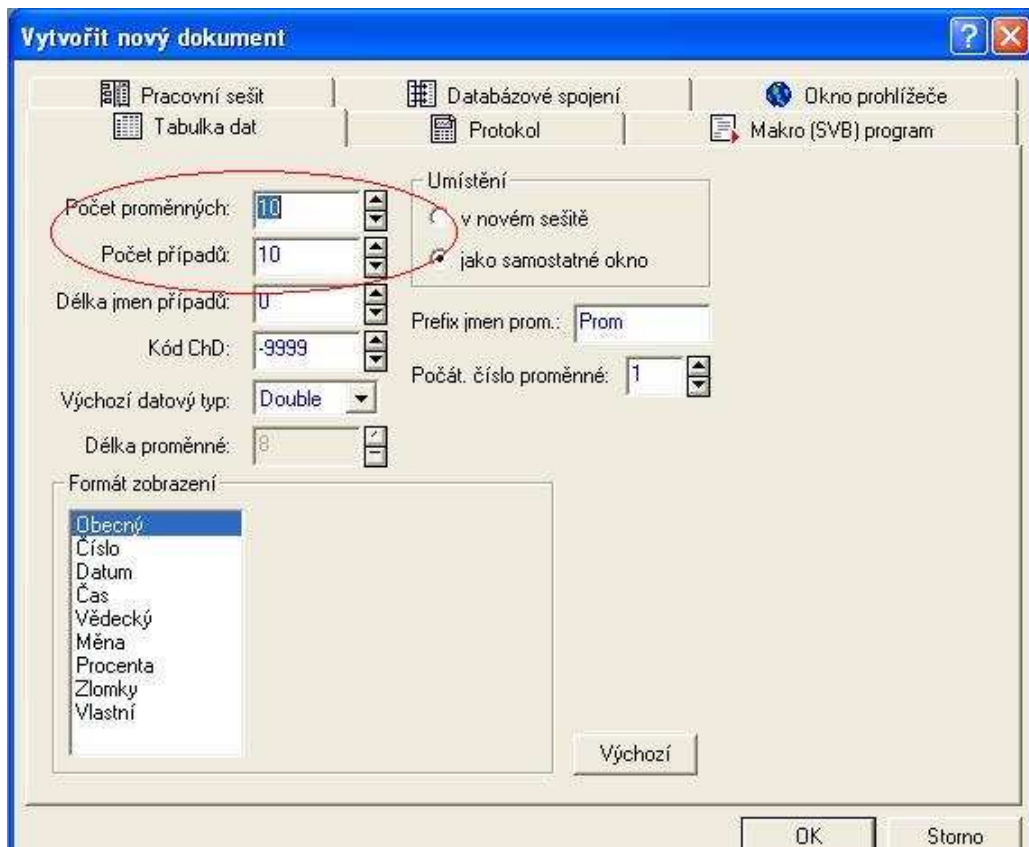 Vytvořit nový dokument
Pracovní sešit
Databázové spojení
Okno prohlížeče
Tabulka dat
Protokol
Makro (SVB) program
Počet proměnných: 10
Počet případů: 10
Délka jmen případů: 0
Kód ChD: -9999
Výchozí datový typ: Double
Délka proměnné: 8
Umístění
v novém sešitě
jako samostatné okno
Prefix jmen prom.: Prom
Počát. číslo proměnné: 1
Formát zobrazení
Obecný
Číslo
Datum
Čas
Vědecký
Měna
Procenta
Zlomky
Vlastní
Výchozí
OK
Storno